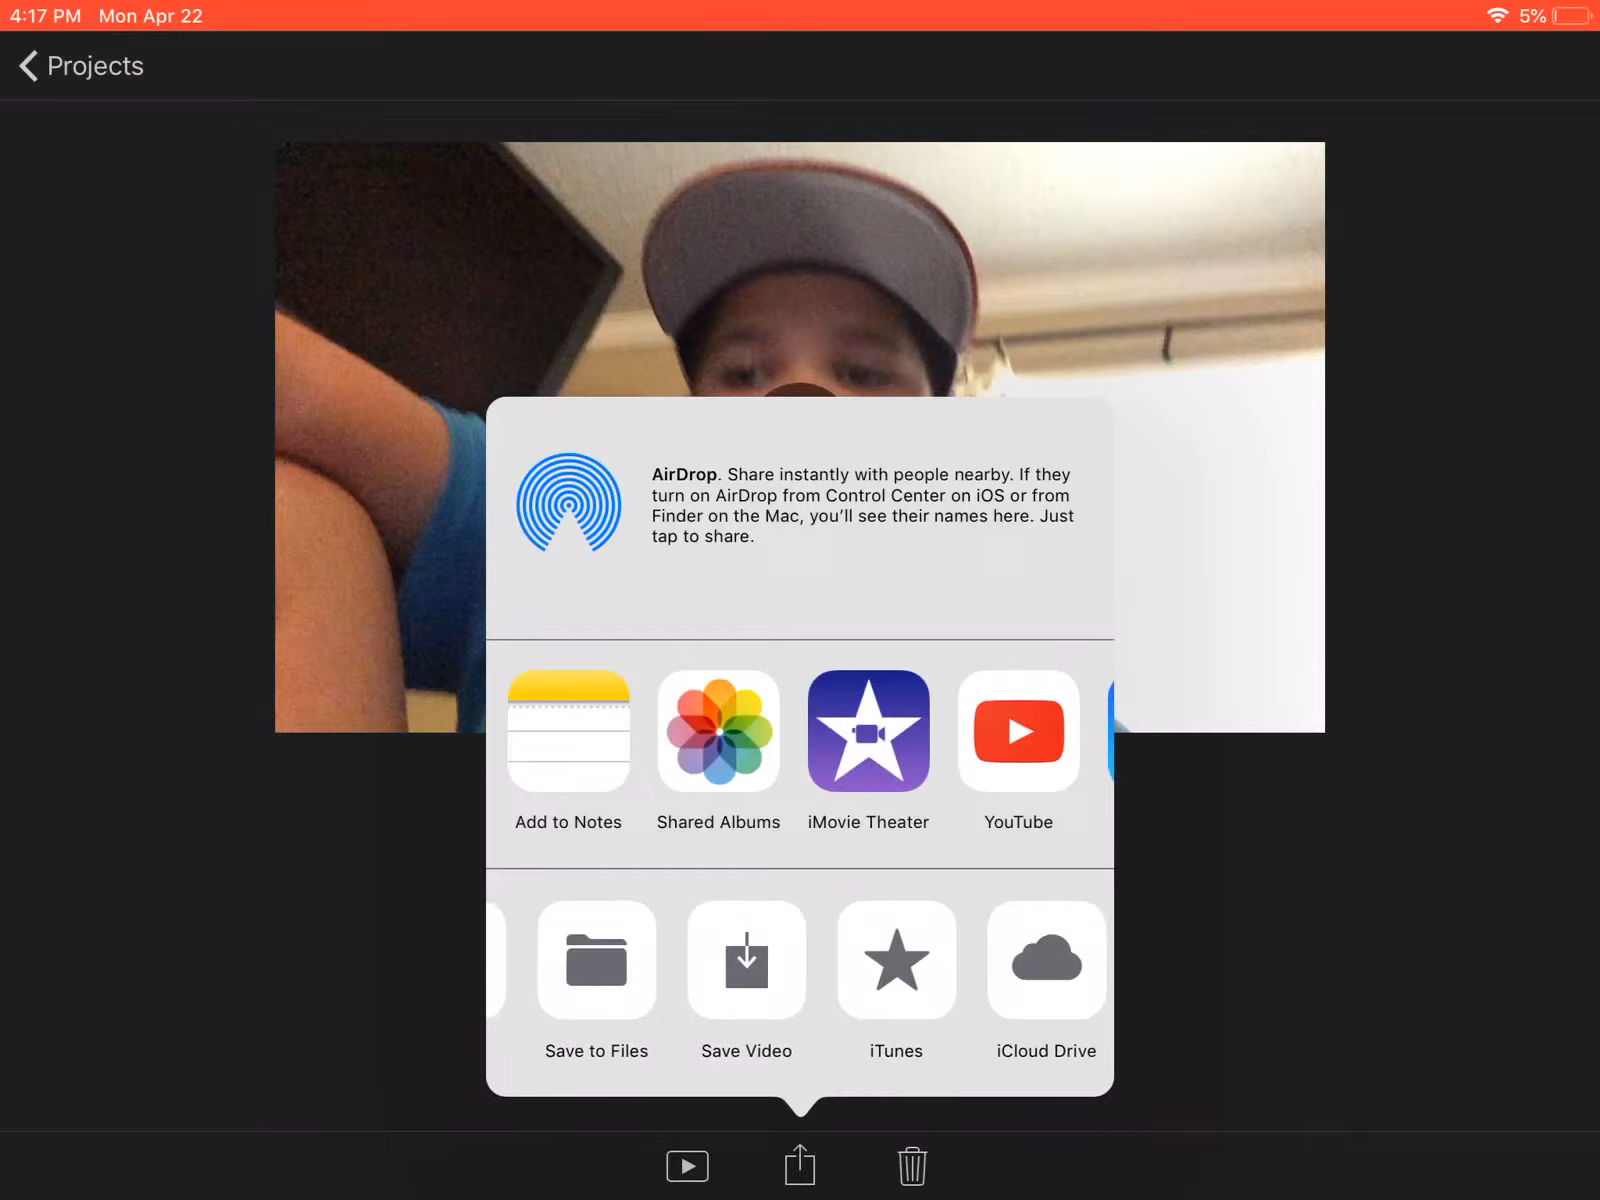 4:17 PM Mon Apr 22 5%
Projects
AirDrop. Share instantly with people nearby. If they
turn on AirDrop from Control Center on iOS or from
Finder on the Mac, you'll see their names here. Just
tap to share.
Add to Notes Shared Albums iMovie Theater YouTube
Save to Files Save Video iTunes iCloud Drive